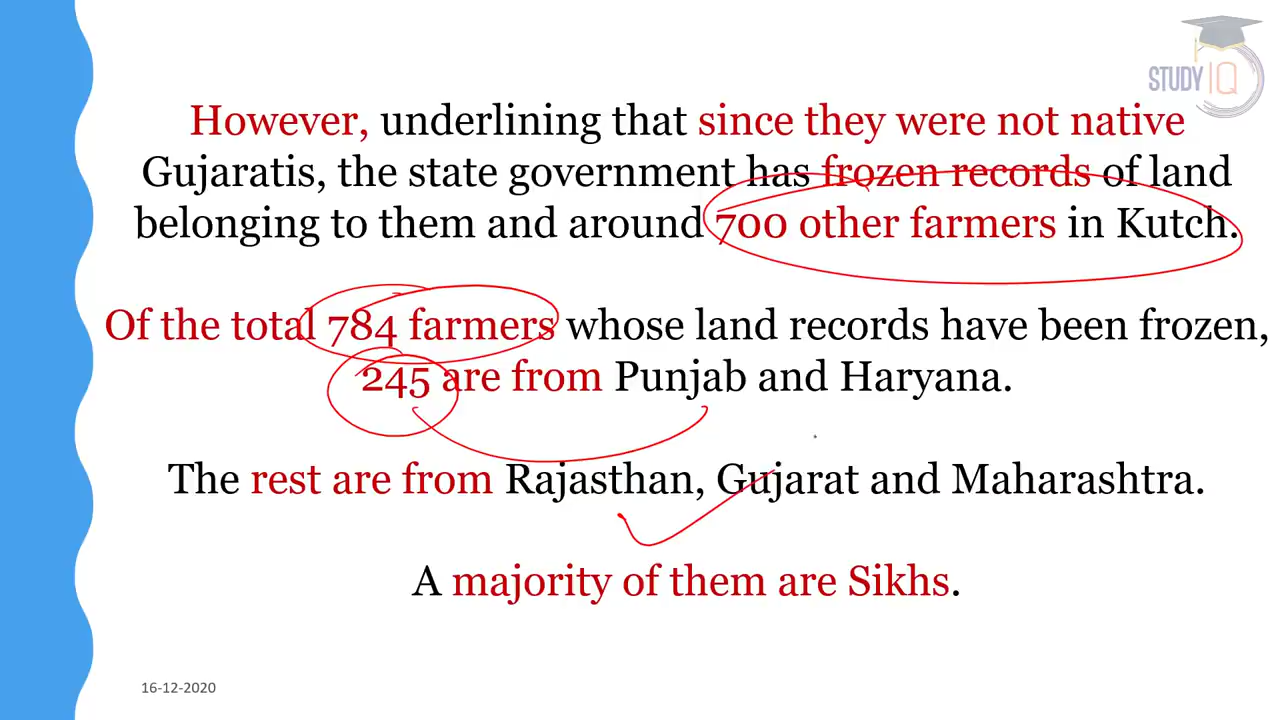 STUDY IQ
However, underlining that since they were not native
Gujaratis, the state government has frozen records of land
belonging to them and around 700 other farmers in Kutch.
Of the total 784 farmers whose land records have been frozen,
245 are from Punjab and Haryana.
The rest are from Rajasthan, Gujarat and Maharashtra.
A majority of them are Sikhs.
16-12-2020